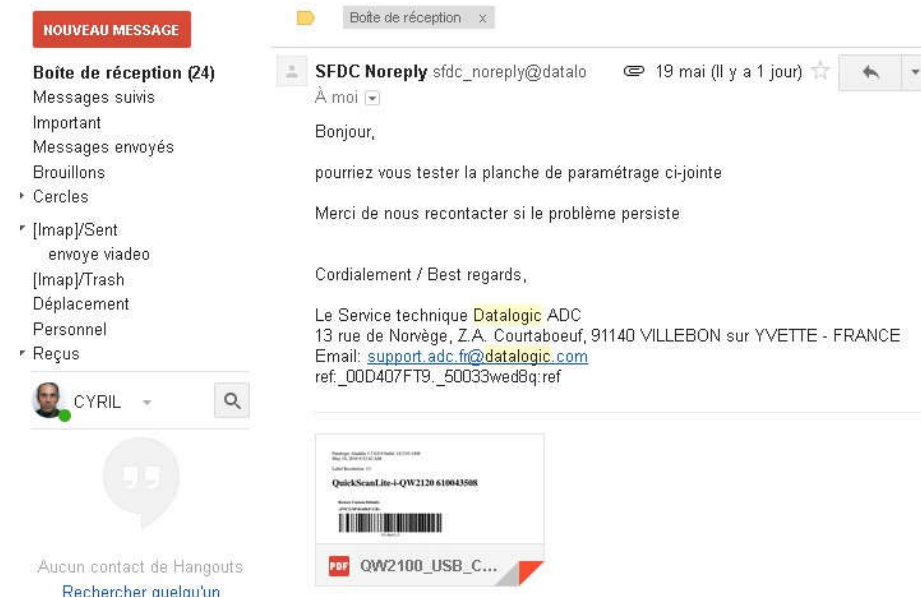 NOUVEAU MESSAGE
Boîte de réception x
Boîte de réception (24)
Messages suivis
Important
Messages envoyés
Brouillons
Cercles
[Imap]/Sent
envoye viadeo
[Imap]/Trash
Déplacement
Personnel
Reçus
CYRIL
Aucun contact de Hangouts
Rechercher quelqu'un
SFDC Noreply sfdc_noreply@datalo 19 mai (Il y a 1 jour)
À moi
Bonjour,
pourriez vous tester la planche de paramétrage ci-jointe
Merci de nous recontacter si le problème persiste
Cordialement / Best regards,
Le Service technique Datalogic ADC
13 rue de Norvège, Z.A. Courtaboeuf, 91140 VILLEBON sur YVETTE - FRANCE
Email: support.adc.fr@datalogic.com
ref:_00D407FT9._50033wed8q:ref
QuickScanLite-i-QW2120 610043508
PDF QW2100_USB_C...